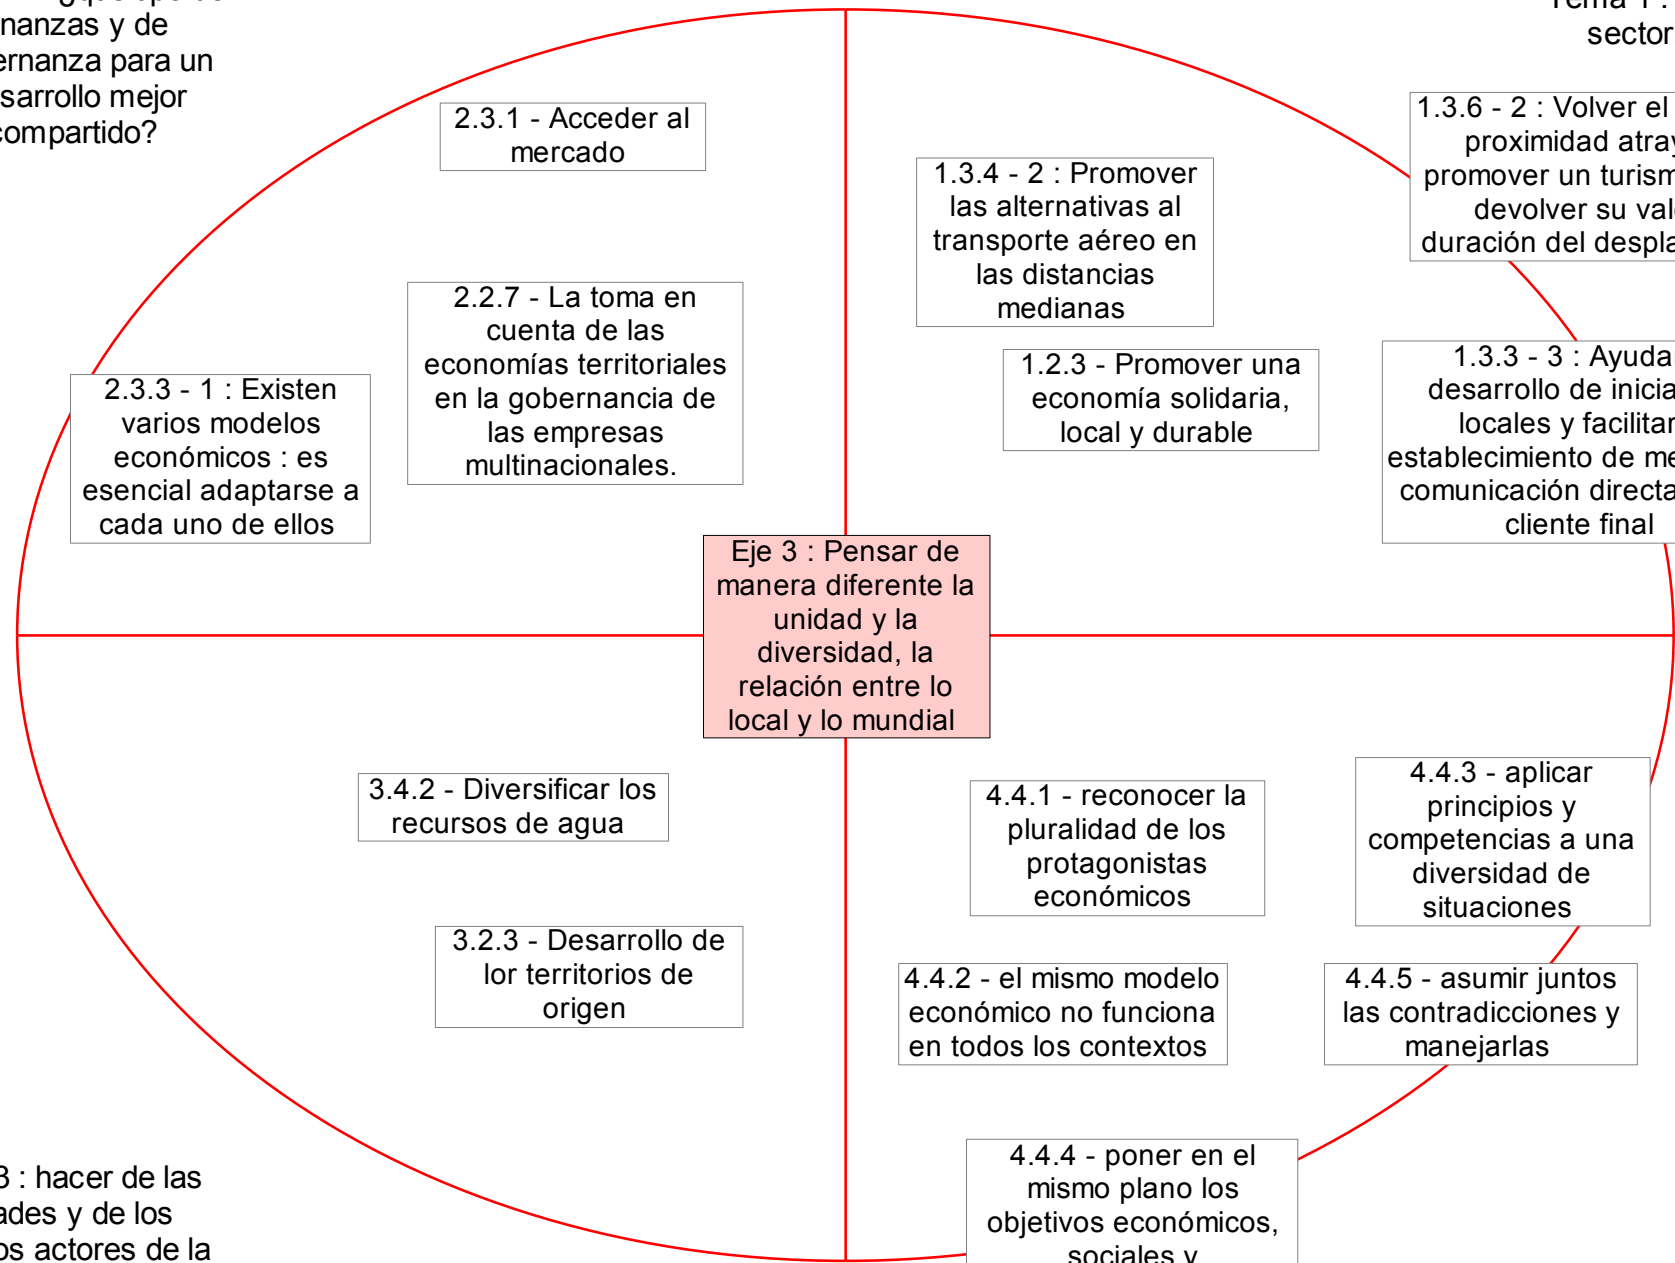 nanzas y de
ernanza para un
sarrollo mejor
compartido?
Tema 1 :
sector
2.3.1 - Acceder al
mercado
1.3.4 - 2 : Promover
las alternativas al
transporte aéreo en
las distancias
medianas
1.3.6 - 2 : Volver el
proximidad atray
promover un turism
devolver su val
duración del despla
2.2.7 - La toma en
cuenta de las
economías territoriales
en la gobernancia de
las empresas
multinacionales.
1.2.3 - Promover una
economía solidaria,
local y durable
1.3.3 - 3 : Ayudar
desarrollo de inicia
locales y facilitar
establecimiento de me
comunicación directa
cliente final
2.3.3 - 1 : Existen
varios modelos
económicos : es
esencial adaptarse a
cada uno de ellos
Eje 3 : Pensar de
manera diferente la
unidad y la
diversidad, la
relación entre lo
local y lo mundial
3.4.2 - Diversificar los
recursos de agua
4.4.1 - reconocer la
pluralidad de los
protagonistas
económicos
4.4.3 - aplicar
principios y
competencias a una
diversidad de
situaciones
3.2.3 - Desarrollo de
lor territorios de
origen
4.4.2 - el mismo modelo
económico no funciona
en todos los contextos
4.4.5 - asumir juntos
las contradicciones y
manejarlas
4.4.4 - poner en el
mismo plano los
objetivos económicos,
sociales y
3 : hacer de las
ades y de los
os actores de la